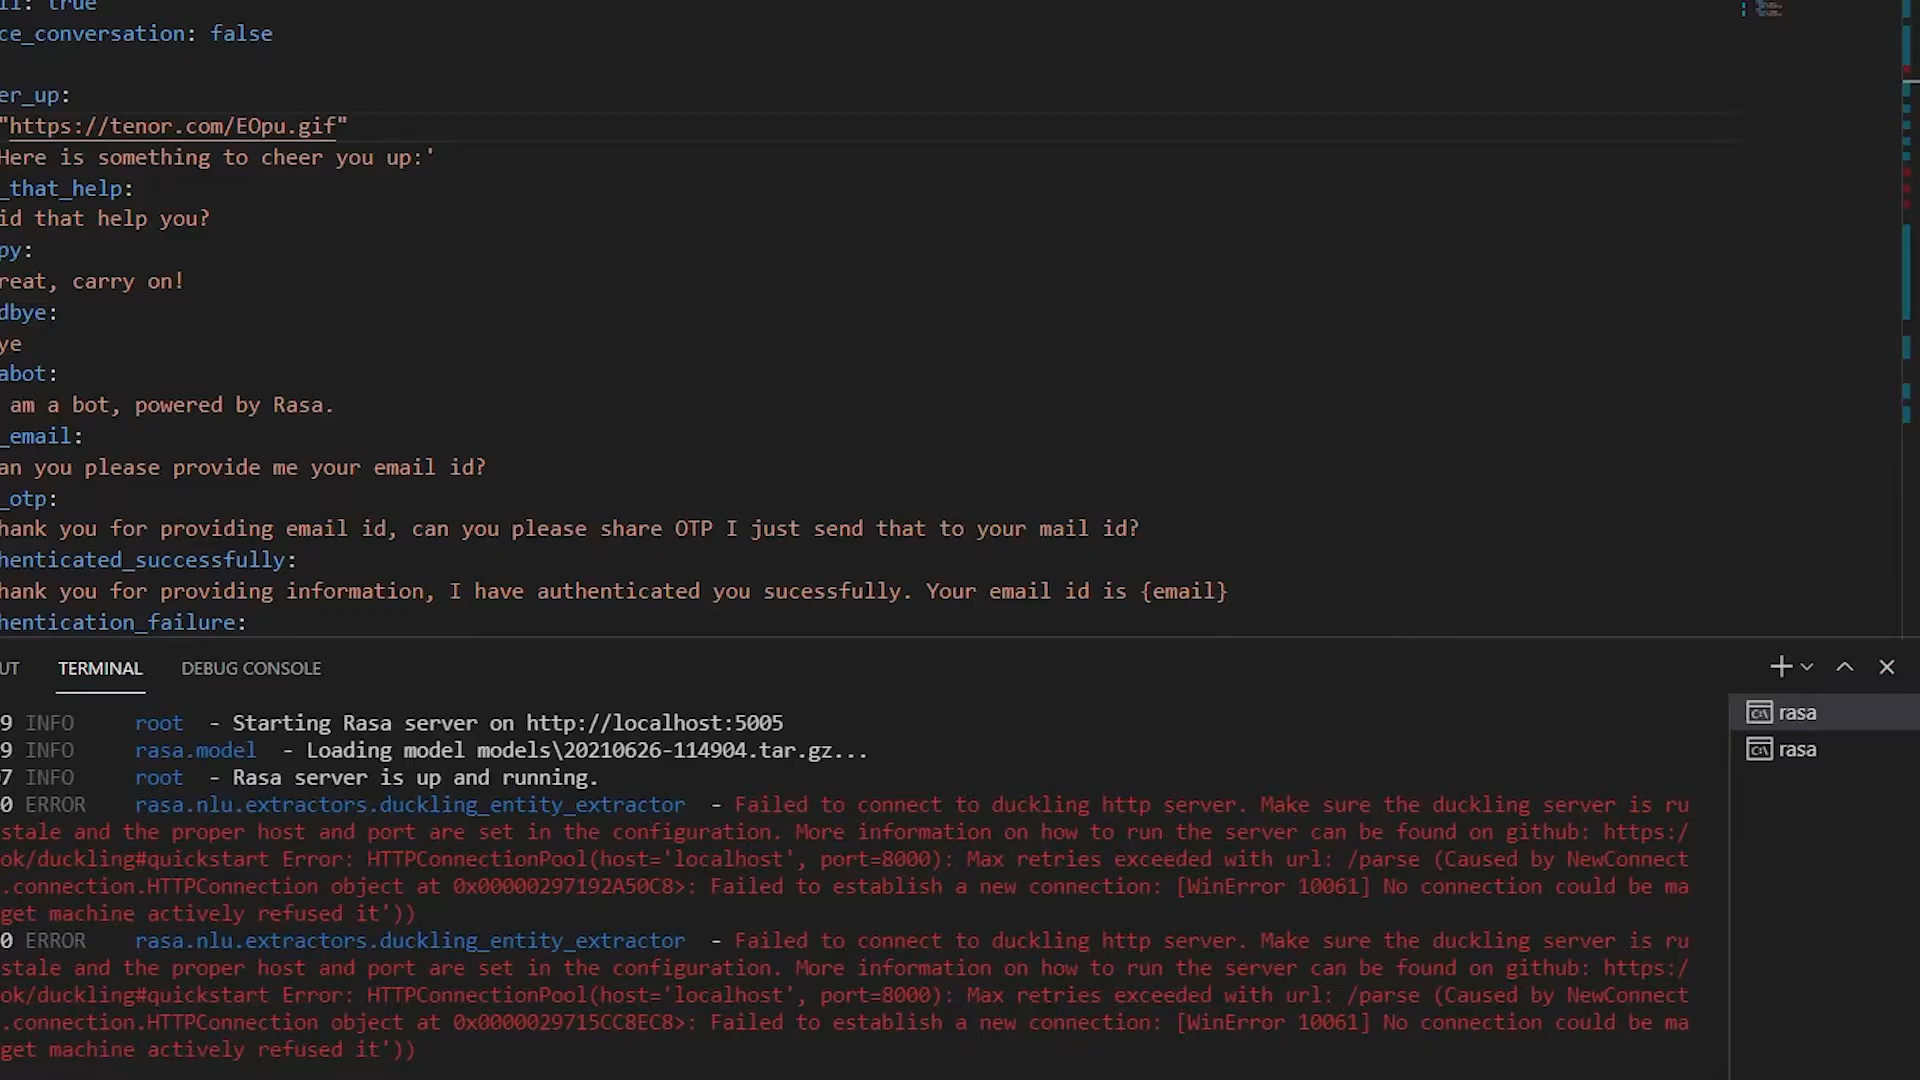 ll: true
ce_conversation: false
er_up:
"https://tenor.com/EOpu.gif"
Here is something to cheer you up:'
_that_help:
id that help you?
py:
reat, carry on!
dbye:
ye
abot:
am a bot, powered by Rasa.
_email:
an you please provide me your email id?
_otp:
hank you for providing email id, can you please share OTP I just send that to your mail id?
henticated_successfully:
hank you for providing information, I have authenticated you sucessfully. Your email id is {email}
hentication_failure:
UT TERMINAL DEBUG CONSOLE
9 INFO root - Starting Rasa server on http://localhost:5005
9 INFO rasa.model - Loading model models\20210626-114904.tar.gz...
7 INFO root - Rasa server is up and running.
0 ERROR rasa.nlu.extractors.duckling_entity_extractor - Failed to connect to duckling http server. Make sure the duckling server is ru
stale and the proper host and port are set in the configuration. More information on how to run the server can be found on github: https:/
ok/duckling#quickstart Error: HTTPConnectionPool(host='localhost', port=8000): Max retries exceeded with url: /parse (Caused by NewConnect
.connection.HTTPConnection object at 0x00000297192A50C8>: Failed to establish a new connection: [WinError 10061] No connection could be ma
get machine actively refused it'))
0 ERROR rasa.nlu.extractors.duckling_entity_extractor - Failed to connect to duckling http server. Make sure the duckling server is ru
stale and the proper host and port are set in the configuration. More information on how to run the server can be found on github: https:/
ok/duckling#quickstart Error: HTTPConnectionPool(host='localhost', port=8000): Max retries exceeded with url: /parse (Caused by NewConnect
.connection.HTTPConnection object at 0x0000029715CC8EC8>: Failed to establish a new connection: [WinError 10061] No connection could be ma
get machine actively refused it'))
rasa
rasa